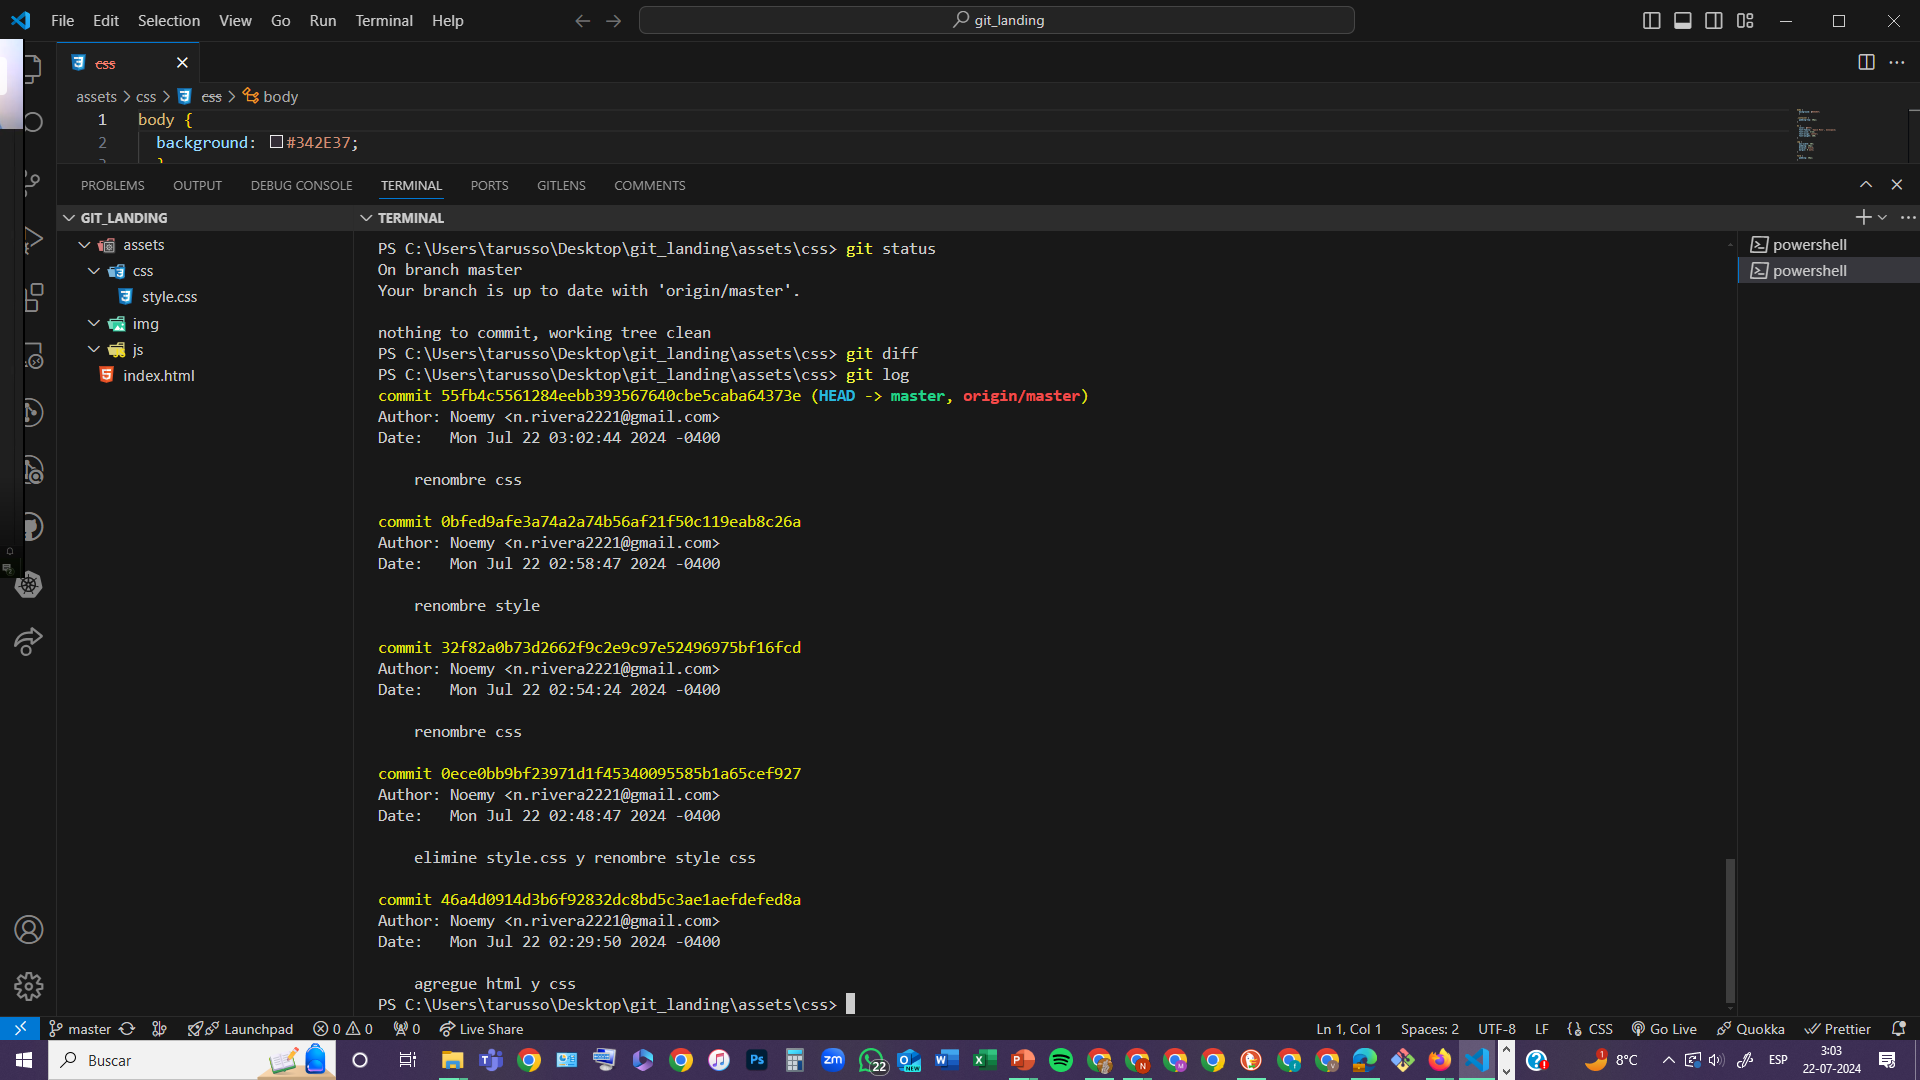 File Edit Selection View Go Run Terminal Help
git_landing
css
assets > css > css > body
1 body {
2 background: #342E37;
}
PROBLEMS OUTPUT DEBUG CONSOLE TERMINAL PORTS GITLENS COMMENTS
GIT_LANDING
assets
css
style.css
img
js
index.html
TERMINAL
PS C:\Users\tarusso\Desktop\git_landing\assets\css> git status
On branch master
Your branch is up to date with 'origin/master'.
nothing to commit, working tree clean
PS C:\Users\tarusso\Desktop\git_landing\assets\css> git diff
PS C:\Users\tarusso\Desktop\git_landing\assets\css> git log
commit 55fb4c5561284eebb393567640cbe5caba64373e (HEAD -> master, origin/master)
Author: Noemy <n.rivera2221@gmail.com>
Date:   Mon Jul 22 03:02:44 2024 -0400
renombre css
commit 0bfed9afe3a74a2a74b56af21f50c119eab8c26a
Author: Noemy <n.rivera2221@gmail.com>
Date:   Mon Jul 22 02:58:47 2024 -0400
renombre style
commit 32f82a0b73d2662f9c2e9c97e52496975bf16fcd
Author: Noemy <n.rivera2221@gmail.com>
Date:   Mon Jul 22 02:54:24 2024 -0400
renombre css
commit 0ece0bb9bf23971d1f45340095585b1a65cef927
Author: Noemy <n.rivera2221@gmail.com>
Date:   Mon Jul 22 02:48:47 2024 -0400
elimine style.css y renombre style css
commit 46a4d0914d3b6f92832dc8bd5c3ae1aefdefed8a
Author: Noemy <n.rivera2221@gmail.com>
Date:   Mon Jul 22 02:29:50 2024 -0400
agregue html y css
PS C:\Users\tarusso\Desktop\git_landing\assets\css>
powershell
powershell
master Launchpad 0 0 0 Live Share Ln 1, Col 1 Spaces: 2 UTF-8 LF {} CSS Go Live Quokka Prettier
Buscar 22 8°C ESP 3:03
22-07-2024